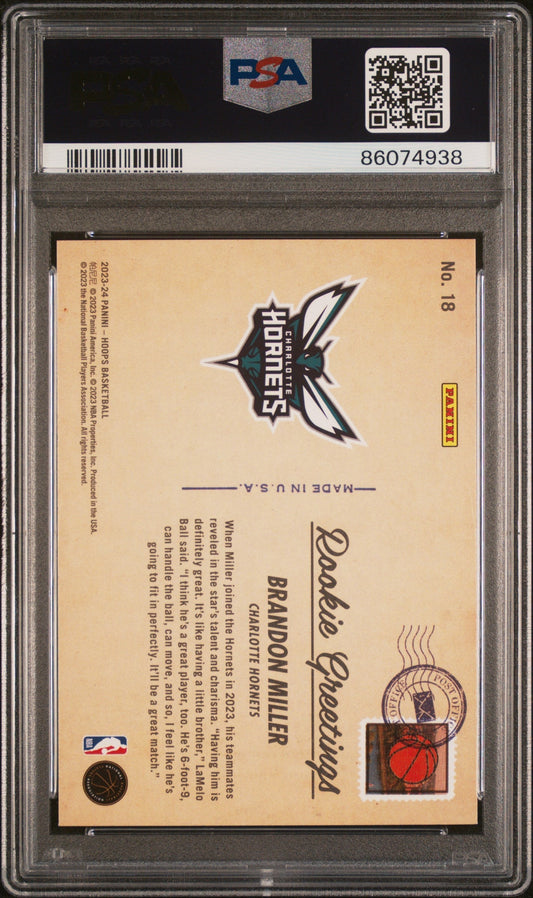 PSA
86074938
No. 18
PANINI
CHARLOTTE
HORNETS
2023-24 PANINI – HOOPS BASKETBALL
帕尼尼 © 2023 Panini America, Inc. © 2023 NBA Properties, Inc. Produced in the USA.
© 2023 the National Basketball Players Association. All rights reserved.
MADE IN U.S.A.
Rookie Greetings
BRANDON MILLER
CHARLOTTE HORNETS
When Miller joined the Hornets in 2023, his teammates
reveled in the star's talent and charisma. "Having him is
definitely great. It's like having a little brother," LaMelo
Ball said. "I think he's a great player, too. He's 6-foot-9,
can handle the ball, can move, and so, I feel like he's
going to fit in perfectly. It'll be a great match."
POST OFFICE
NBA